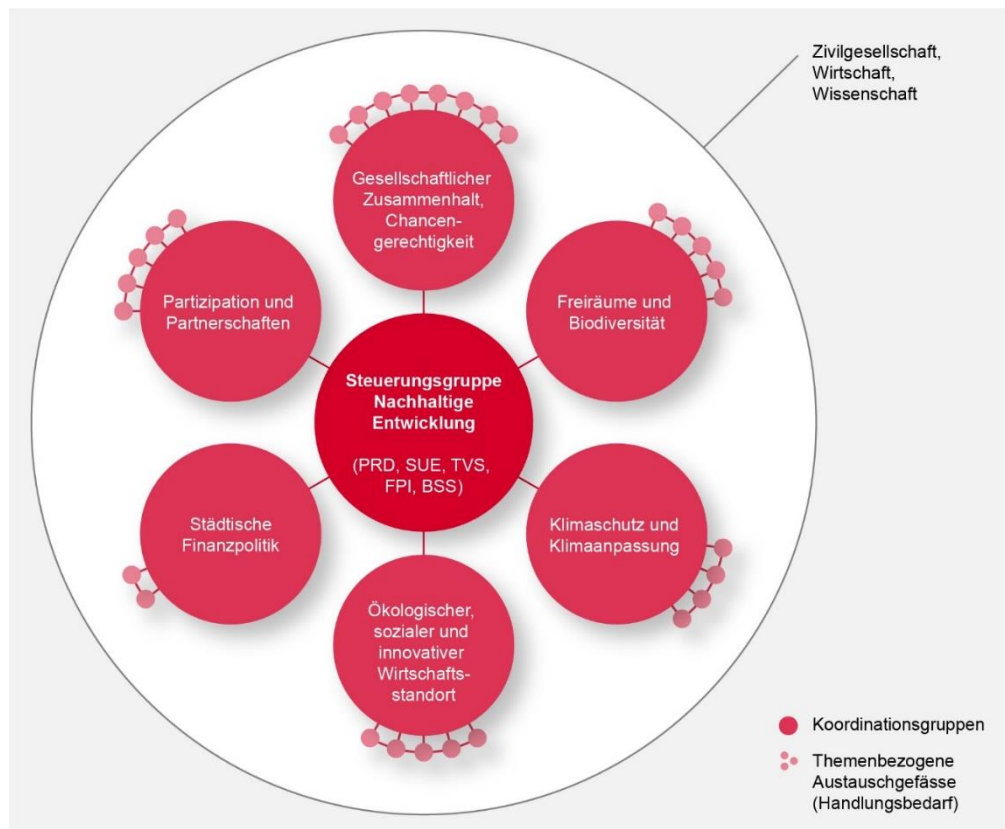 Zivilgesellschaft,
Wirtschaft,
Wissenschaft
Gesellschaftlicher
Zusammenhalt,
Chancen-
gerechtigkeit
Partizipation und
Partnerschaften
Freiräume und
Biodiversität
Steuerungsgruppe
Nachhaltige
Entwicklung
(PRD, SUE, TVS,
FPI, BSS)
Städtische
Finanzpolitik
Klimaschutz und
Klimaanpassung
Ökologischer,
sozialer und
innovativer
Wirtschafts-
standort
Koordinationsgruppen
Themenbezogene
Austauschgefässe
(Handlungsbedarf)